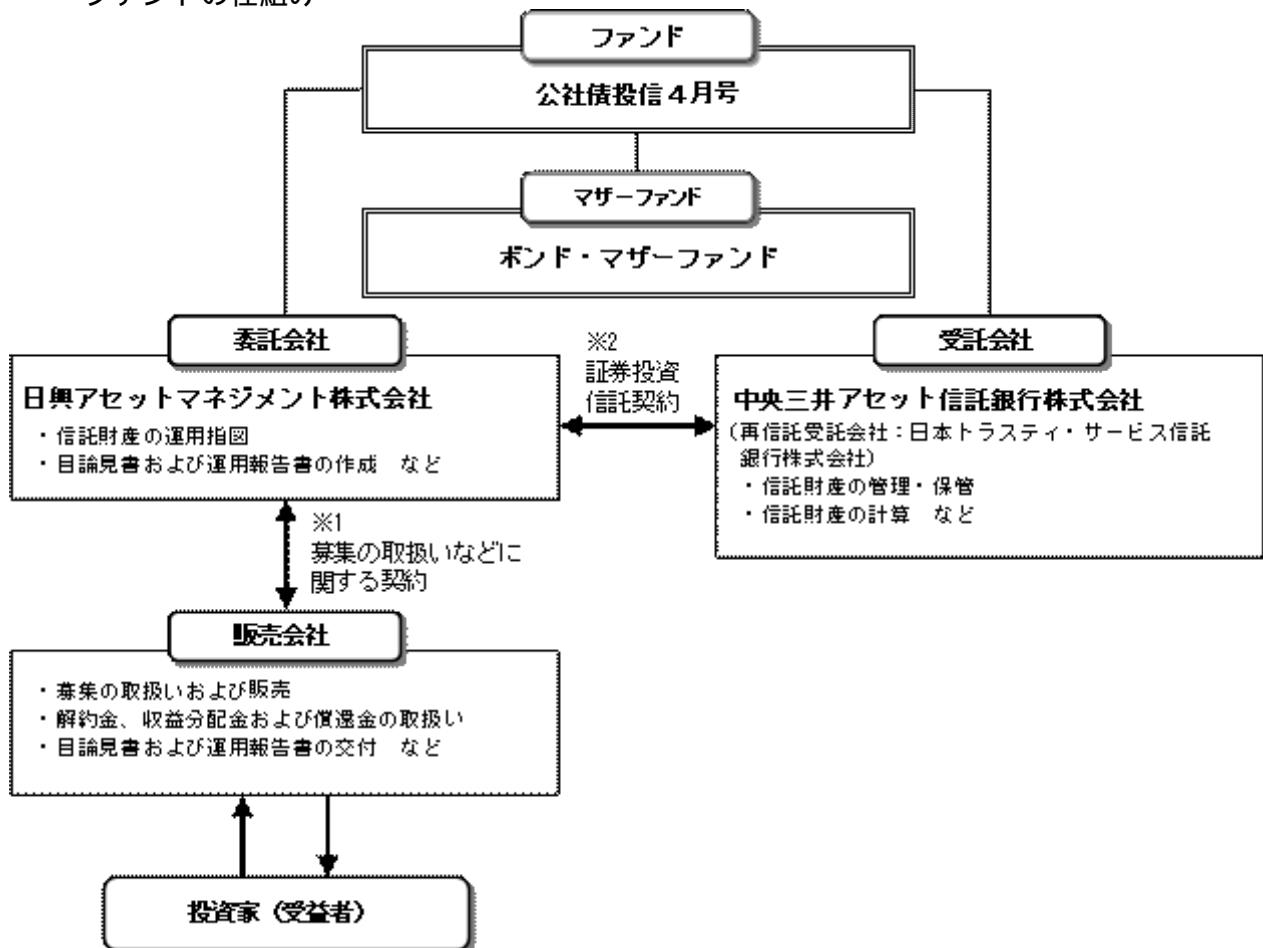 ファンドの仕組み
ファンド
公社債投信４月号
マザーファンド
ボンド・マザーファンド
委託会社
日興アセットマネジメント株式会社
・信託財産の運用指図
・目論見書および運用報告書の作成　など
※2
証券投資
信託契約
受託会社
中央三井アセット信託銀行株式会社
（再信託受託会社：日本トラスティ・サービス信託
銀行株式会社）
・信託財産の管理・保管
・信託財産の計算　など
※1
募集の取扱いなどに
関する契約
販売会社
・募集の取扱いおよび販売
・解約金、収益分配金および償還金の取扱い
・目論見書および運用報告書の交付　など
投資家（受益者）